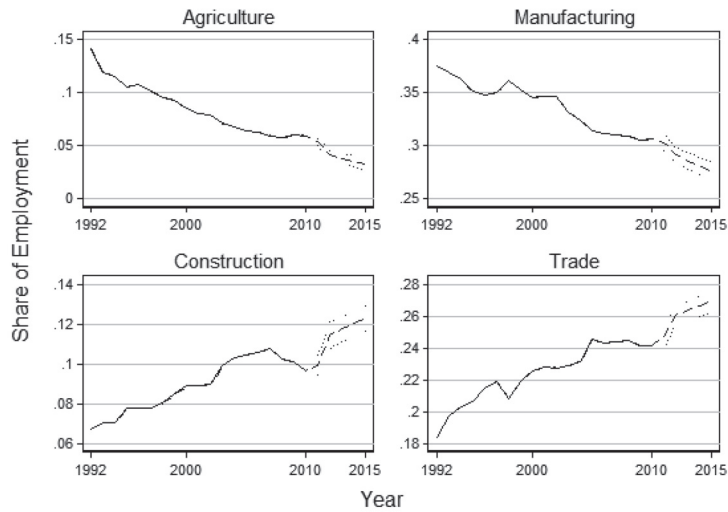 Agriculture
Manufacturing
.15
.1
.05
0
1992 2000 2010 2015
.4
.35
.3
.25
1992 2000 2010 2015
Construction
Trade
.14
.12
.1
.08
.06
1992 2000 2010 2015
.28
.26
.24
.22
.2
.18
1992 2000 2010 2015
Share of Employment
Year